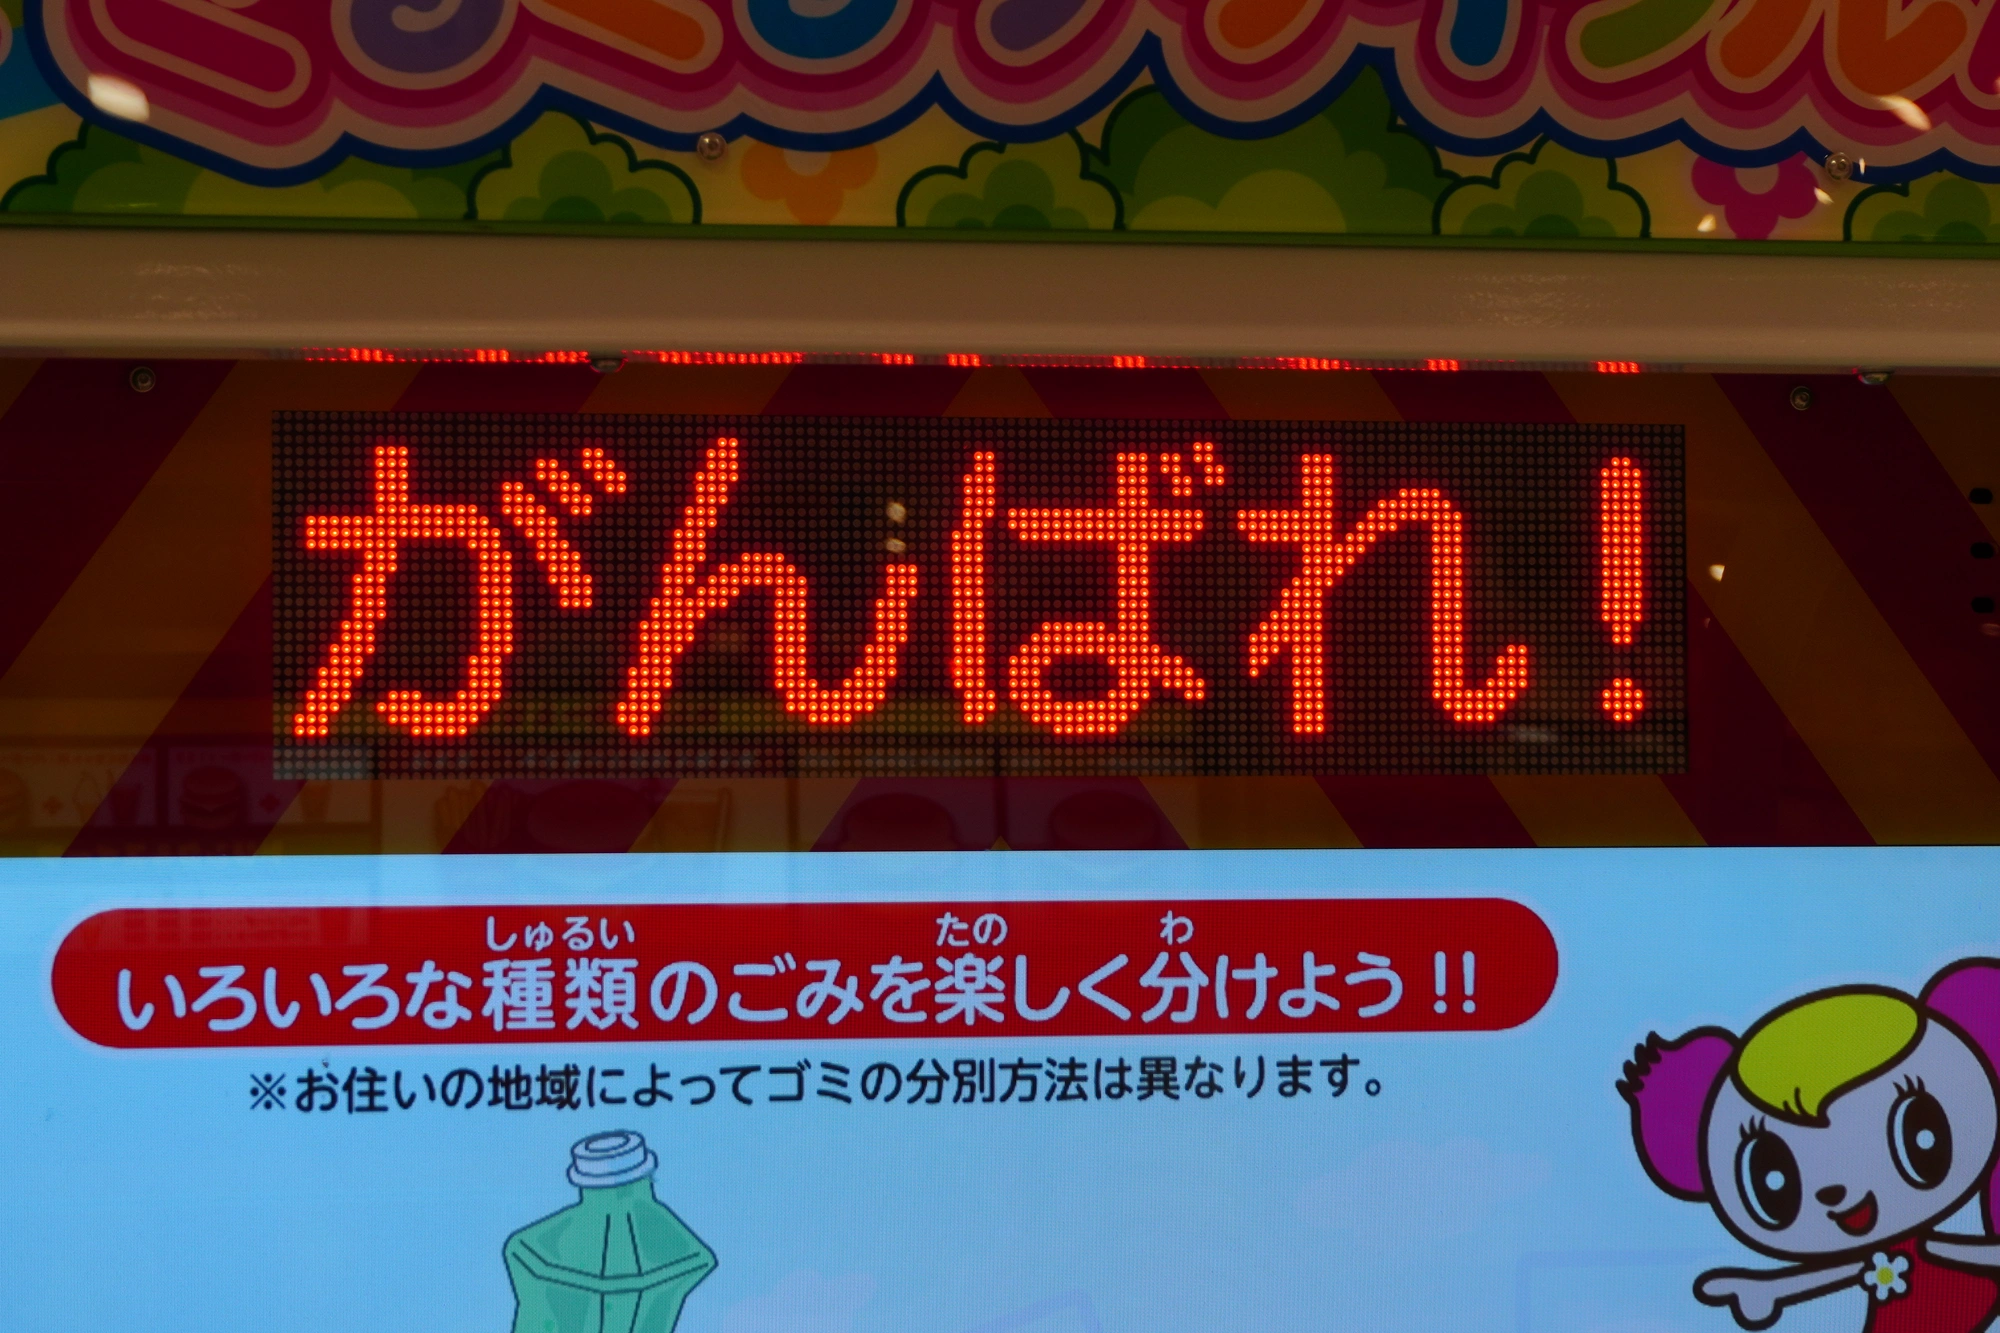 がんばれ!
しゅるい たの わ
いろいろな種類のごみを楽しく分けよう!!
※お住いの地域によってゴミの分別方法は異なります。